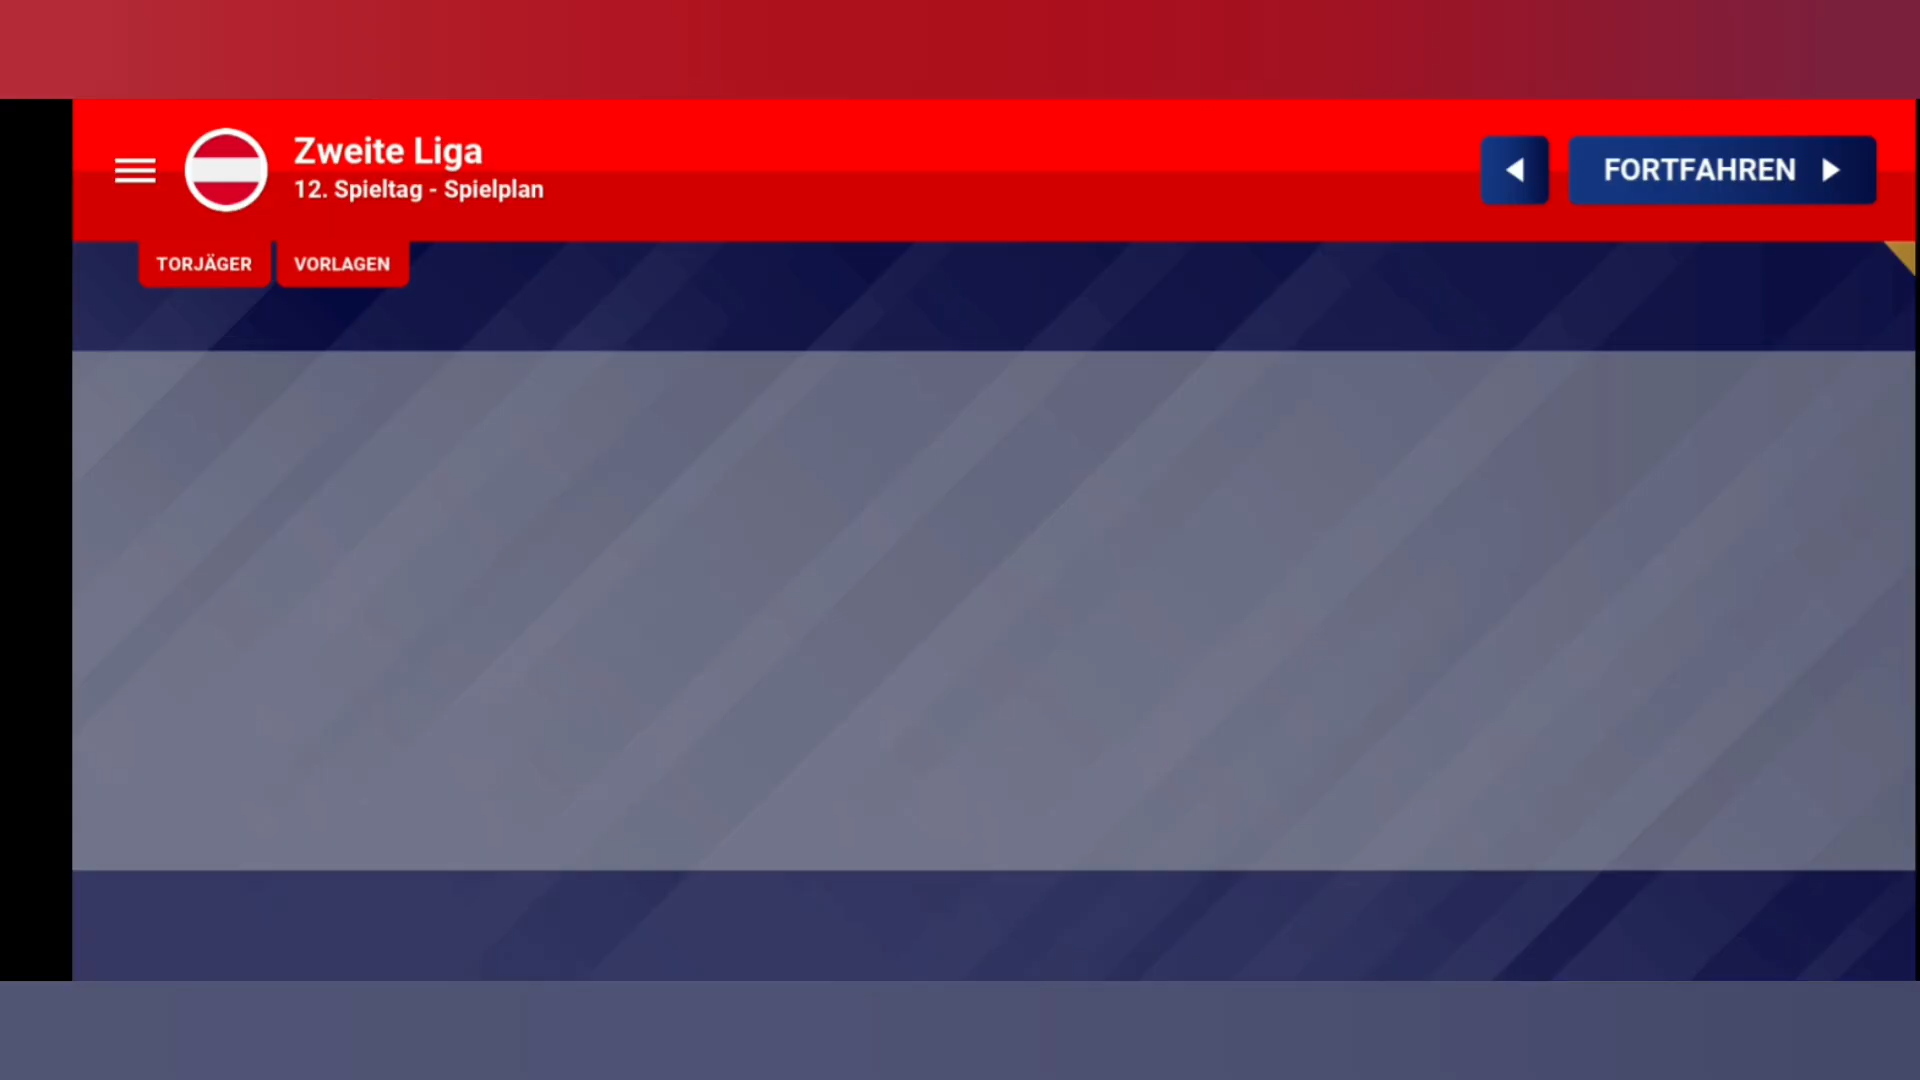 Zweite Liga
12. Spieltag - Spielplan
FORTFAHREN
TORJÄGER
VORLAGEN